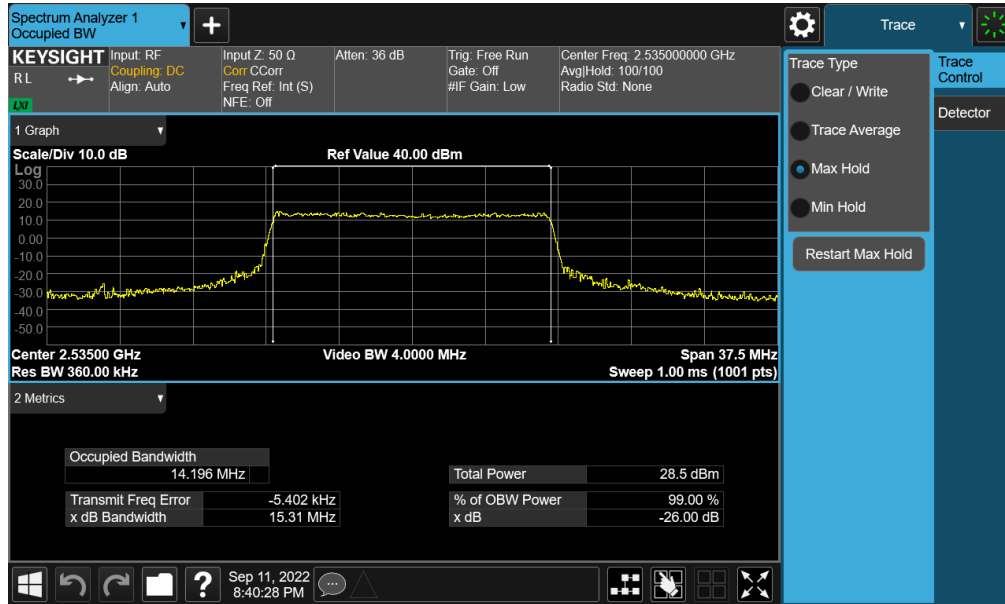 Spectrum Analyzer 1
Occupied BW
+
Trace
KEYSIGHT
R L
LXI
Input: RF
Coupling: DC
Align: Auto
Input Z: 50 Ω
Corr CCorr
Freq Ref: Int (S)
NFE: Off
Atten: 36 dB
Trig: Free Run
Gate: Off
#IF Gain: Low
Center Freq: 2.535000000 GHz
Avg|Hold: 100/100
Radio Std: None
Trace Type
Clear / Write
Trace Average
Max Hold
Min Hold
Restart Max Hold
Trace
Control
Detector
1 Graph
Scale/Div 10.0 dB
Ref Value 40.00 dBm
Log
30.0
20.0
10.0
0.00
-10.0
-20.0
-30.0
-40.0
-50.0
Center 2.53500 GHz
Video BW 4.0000 MHz
Span 37.5 MHz
Res BW 360.00 kHz
Sweep 1.00 ms (1001 pts)
2 Metrics
Occupied Bandwidth
14.196 MHz
Total Power 28.5 dBm
Transmit Freq Error -5.402 kHz
% of OBW Power 99.00 %
x dB Bandwidth 15.31 MHz
x dB -26.00 dB
?
Sep 11, 2022
8:40:28 PM